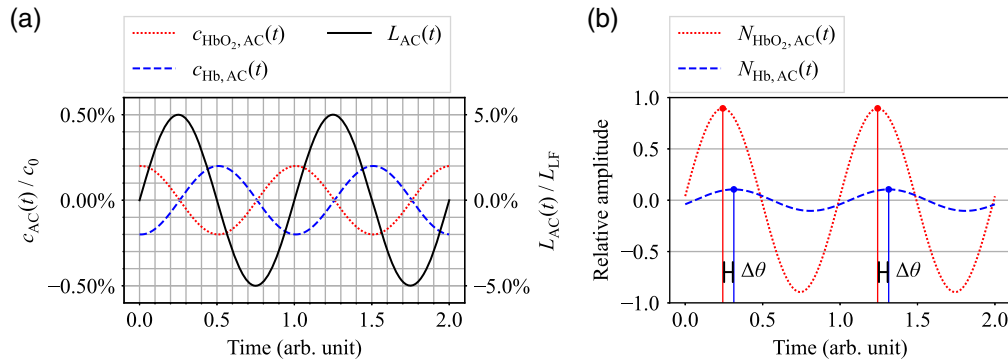 (a)
c_HbO₂, AC(t)
L_AC(t)
c_Hb, AC(t)
0.50%
0.00%
−0.50%
c_AC(t) / c₀
5.0%
0.0%
−5.0%
L_AC(t) / L_LF
0.0 0.5 1.0 1.5 2.0
Time (arb. unit)
(b)
N_HbO₂, AC(t)
N_Hb, AC(t)
1.0
0.5
0.0
−0.5
−1.0
Relative amplitude
Δθ Δθ
0.0 0.5 1.0 1.5 2.0
Time (arb. unit)